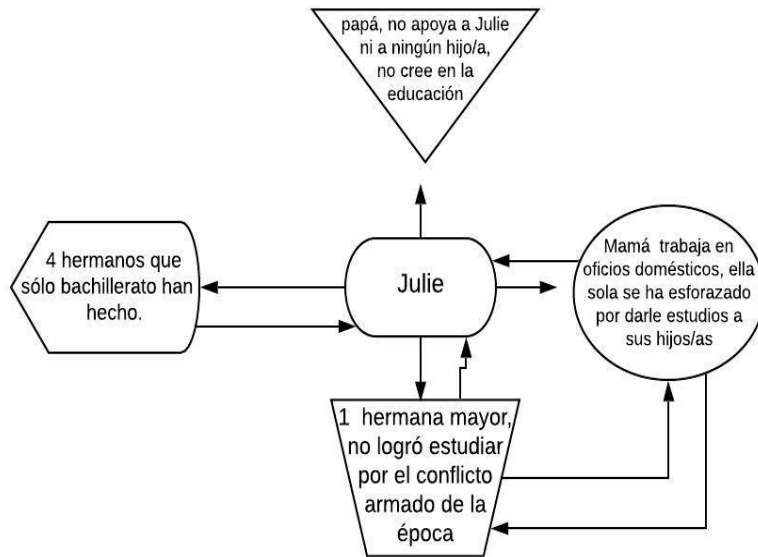 papá, no apoya a Julie
ni a ningún hijo/a,
no cree en la
educación
4 hermanos que
sólo bachillerato han
hecho.
Julie
Mamá trabaja en
oficios domésticos, ella
sola se ha esforazado
por darle estudios a
sus hijos/as
1 hermana mayor,
no logró estudiar
por el conflicto
armado de la
época